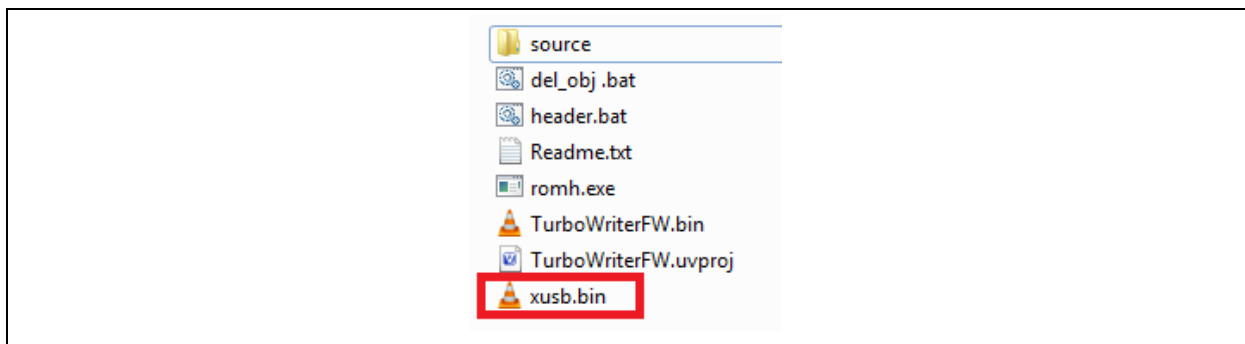 source
del_obj .bat
header.bat
Readme.txt
romh.exe
TurboWriterFW.bin
TurboWriterFW.uvproj
xusb.bin